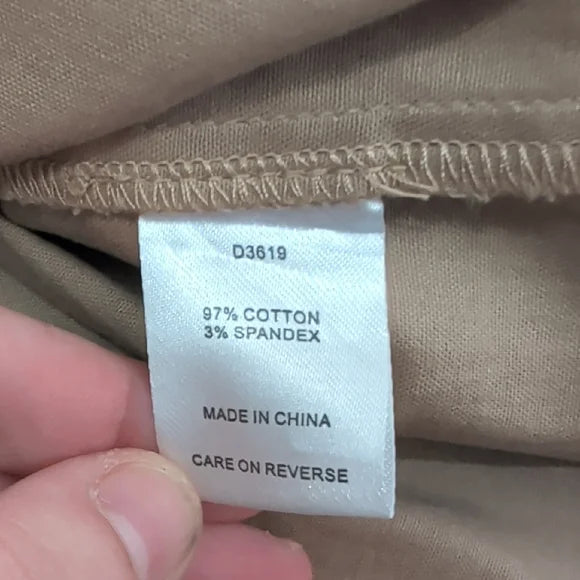 D3619
97% COTTON
3% SPANDEX
MADE IN CHINA
CARE ON REVERSE